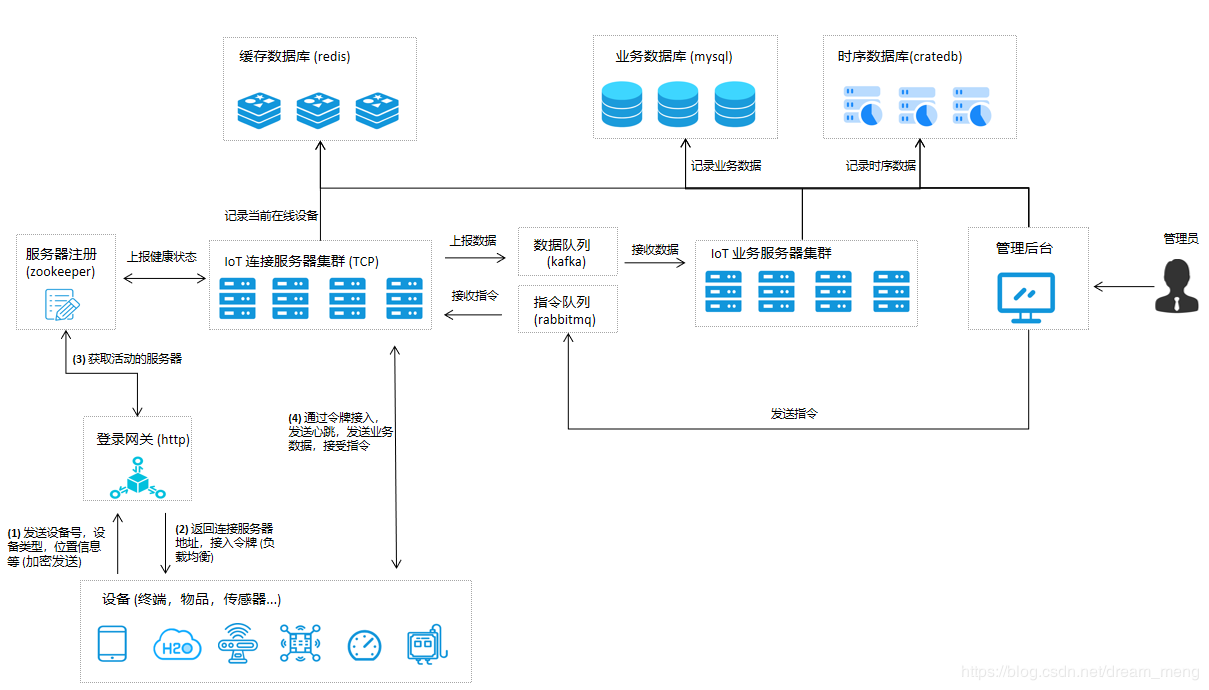 缓存数据库 (redis)
业务数据库 (mysql)
时序数据库(cratedb)
记录业务数据
记录时序数据
记录当前在线设备
服务器注册
(zookeeper)
上报健康状态
IoT 连接服务器集群 (TCP)
上报数据
接收指令
数据队列
(kafka)
指令队列
(rabbitmq)
接收数据
IoT 业务服务器集群
管理后台
管理员
(3) 获取活动的服务器
登录网关 (http)
(4) 通过令牌接入，
发送心跳，发送业务
数据，接受指令
发送指令
(1) 发送设备号，设
备类型，位置信息
等 (加密发送)
(2) 返回连接服务器
地址，接入令牌 (负
载均衡)
设备 (终端，物品，传感器...)
H2O
https://blog.csdn.net/dream_meng